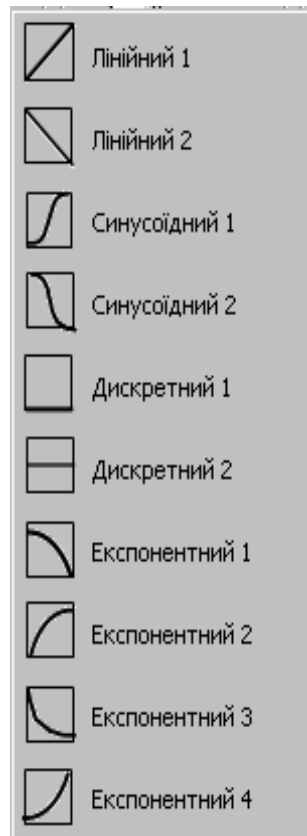 Лінійний 1
Лінійний 2
Синусоїдний 1
Синусоїдний 2
Дискретний 1
Дискретний 2
Експонентний 1
Експонентний 2
Експонентний 3
Експонентний 4